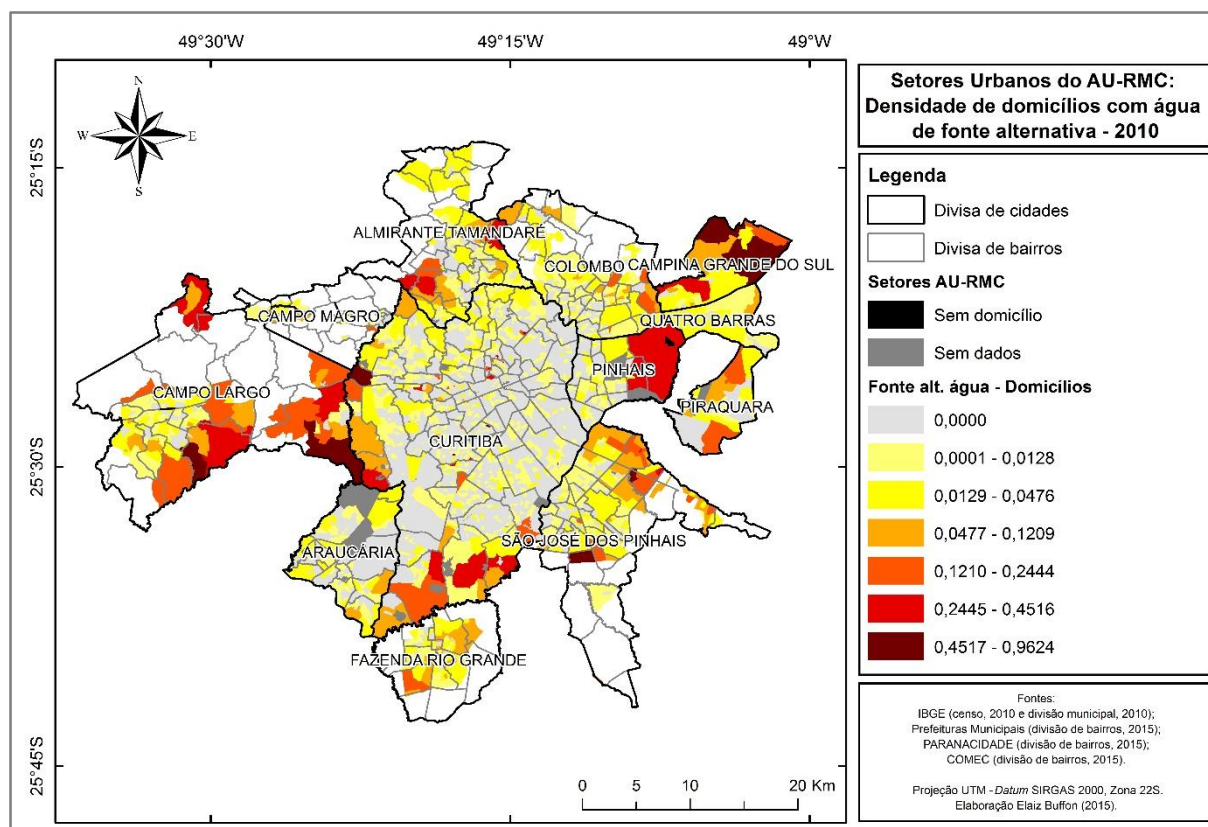 49°30'W
49°15'W
49°W
N
W
E
S
25°15'S
25°30'S
25°45'S
ALMIRANTE TAMANDARÉ
COLOMBO
CAMPINA GRANDE DO SUL
CAMPO MAGRO
QUATRO BARRAS
PINHAIS
CAMPO LARGO
PIRAQUARA
CURITIBA
SÃO JOSÉ DOS PINHAIS
ARAUCÁRIA
FAZENDA RIO GRANDE
0 5 10 20 Km
Setores Urbanos do AU-RMC:
Densidade de domicílios com água
de fonte alternativa - 2010
Legenda
Divisa de cidades
Divisa de bairros
Setores AU-RMC
Sem domicílio
Sem dados
Fonte alt. água - Domicílios
0,0000
0,0001 - 0,0128
0,0129 - 0,0476
0,0477 - 0,1209
0,1210 - 0,2444
0,2445 - 0,4516
0,4517 - 0,9624
Fontes:
IBGE (censo, 2010 e divisão municipal, 2010);
Prefeituras Municipais (divisão de bairros, 2015);
PARANACIDADE (divisão de bairros, 2015);
COMEC (divisão de bairros, 2015).
Projeção UTM - Datum SIRGAS 2000, Zona 22S.
Elaboração Elaiz Buffon (2015).